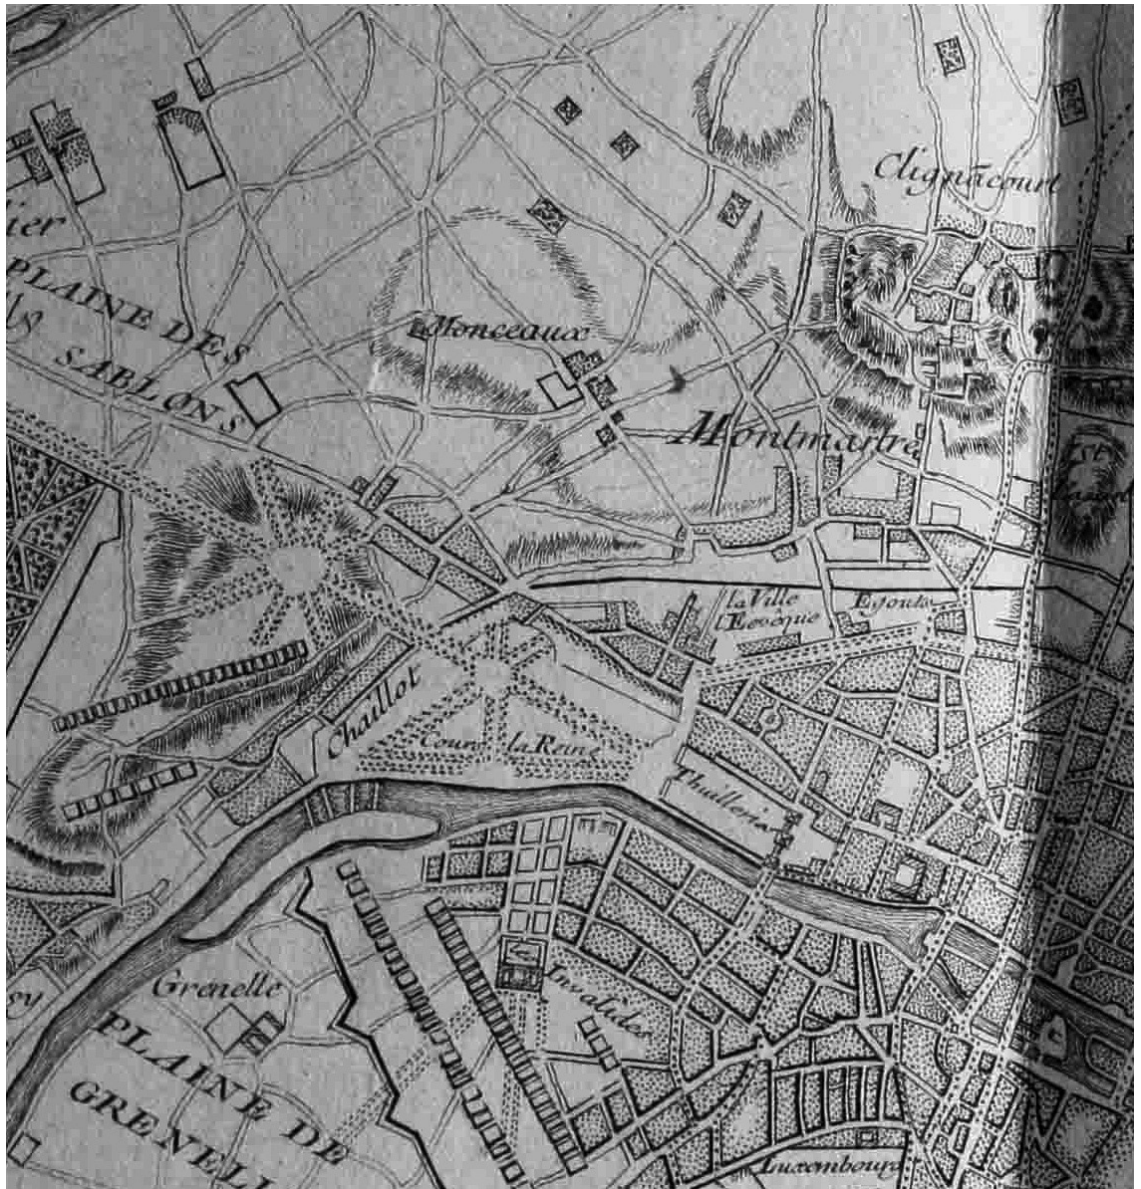 Clignãcourt
PLAINE DES
SABLONS
Monceaux
Montmartre
la Ville
l'Eveque
Egouts
Chaillot
Cours la Reine
Thuilleries
Grenelle
Invalides
PLAINE DE
GRENELL
Luxembourg